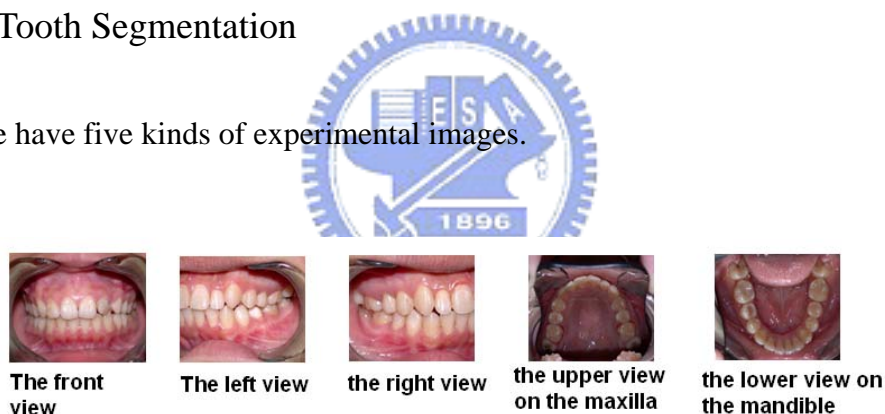 Tooth Segmentation
e have five kinds of experimental images.
E S A
1896
The front
view
The left view
the right view
the upper view
on the maxilla
the lower view on
the mandible